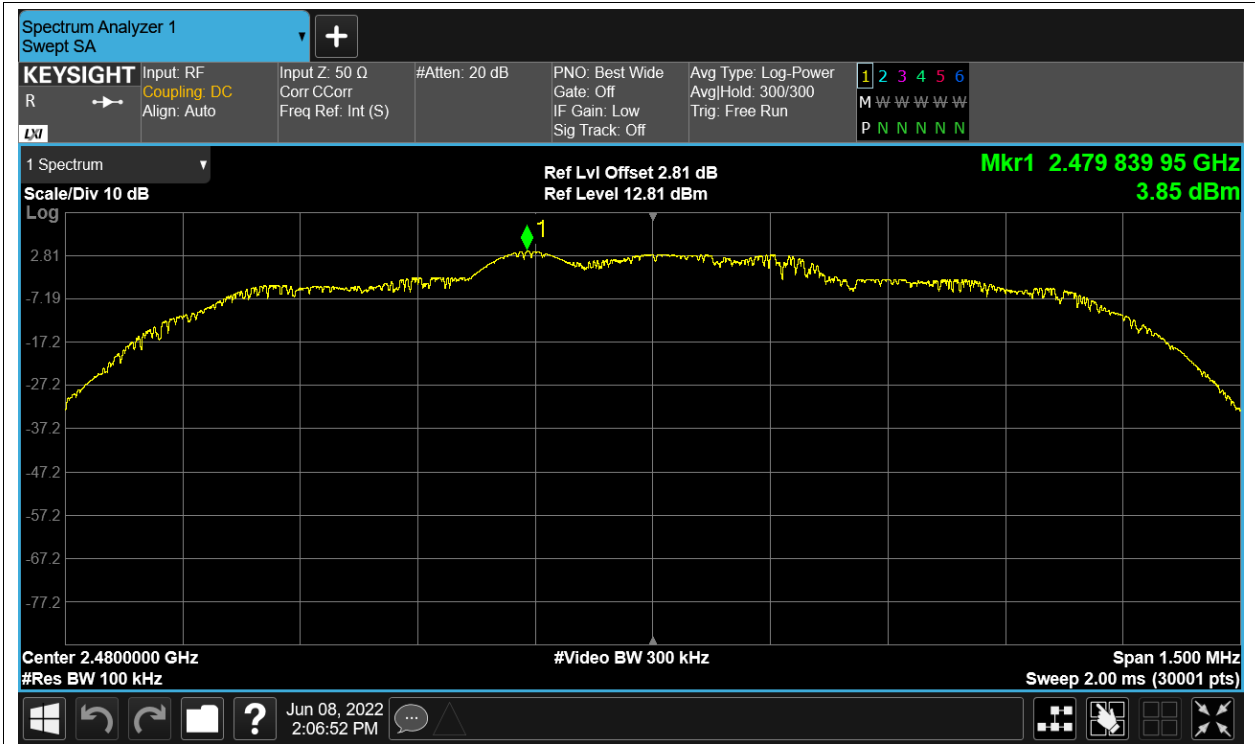 Spectrum Analyzer 1
Swept SA
KEYSIGHT
R
LXI
Input: RF
Coupling: DC
Align: Auto
Input Z: 50 Ω
Corr CCorr
Freq Ref: Int (S)
#Atten: 20 dB
PNO: Best Wide
Gate: Off
IF Gain: Low
Sig Track: Off
Avg Type: Log-Power
Avg|Hold: 300/300
Trig: Free Run
1 2 3 4 5 6
M W W W W W
P N N N N N
1 Spectrum
Scale/Div 10 dB
Log
Ref Lvl Offset 2.81 dB
Ref Level 12.81 dBm
Mkr1 2.479 839 95 GHz
3.85 dBm
1
2.81
-7.19
-17.2
-27.2
-37.2
-47.2
-57.2
-67.2
-77.2
Center 2.4800000 GHz
#Video BW 300 kHz
Span 1.500 MHz
#Res BW 100 kHz
Sweep 2.00 ms (30001 pts)
?
Jun 08, 2022
2:06:52 PM